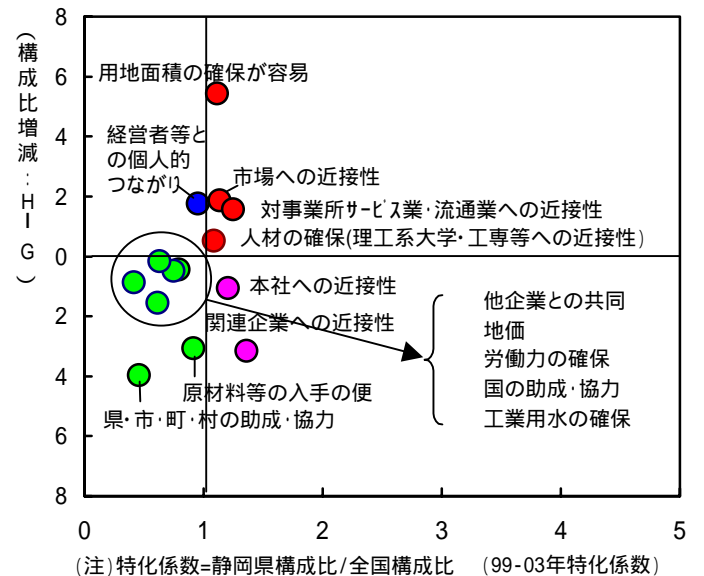 (構成比増減:HIG)
8
6
4
2
0
2
4
6
8
用地面積の確保が容易
経営者等と
の個人的
つながり
市場への近接性
対事業所サービス業・流通業への近接性
人材の確保(理工系大学・工専等への近接性)
本社への近接性
関連企業への近接性
原材料等の入手の便
県・市・町・村の助成・協力
他企業との共同
地価
労働力の確保
国の助成・協力
工業用水の確保
0 1 2 3 4 5
(注)特化係数=静岡県構成比/全国構成比 (99-03年特化係数)